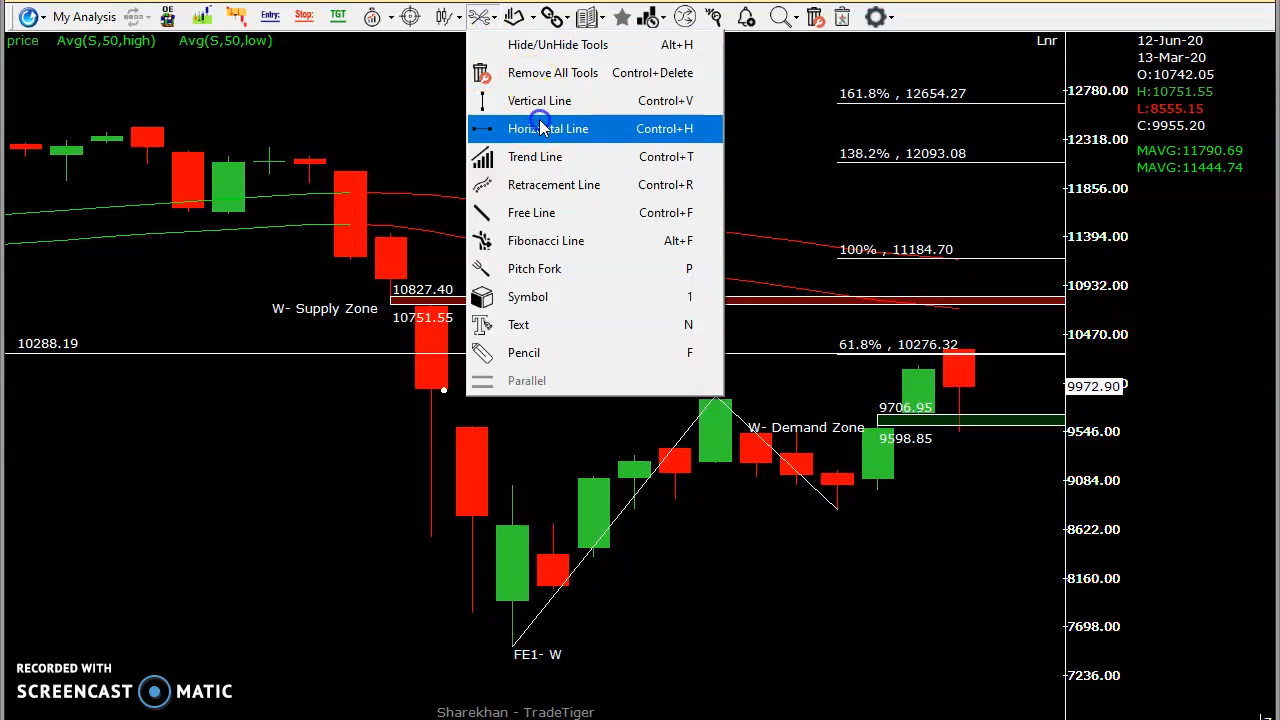 My Analysis
OE
Entry:
Stop:
TGT
price Avg(S,50,high) Avg(S,50,low)
Lnr
12-Jun-20
13-Mar-20
O:10742.05
H:10751.55
L:8555.15
C:9955.20
MAVG:11790.69
MAVG:11444.74
Hide/UnHide Tools Alt+H
Remove All Tools Control+Delete
Vertical Line Control+V
Horizontal Line Control+H
Trend Line Control+T
Retracement Line Control+R
Free Line Control+F
Fibonacci Line Alt+F
Pitch Fork P
Symbol 1
Text N
Pencil F
Parallel
161.8% , 12654.27
138.2% , 12093.08
100% , 11184.70
61.8% , 10276.32
10827.40
W- Supply Zone
10751.55
10288.19
9706.95
W- Demand Zone
9598.85
FE1- W
12780.00
12318.00
11856.00
11394.00
10932.00
10470.00
9972.90
9546.00
9084.00
8622.00
8160.00
7698.00
7236.00
RECORDED WITH
SCREENCAST MATIC
Sharekhan - TradeTiger